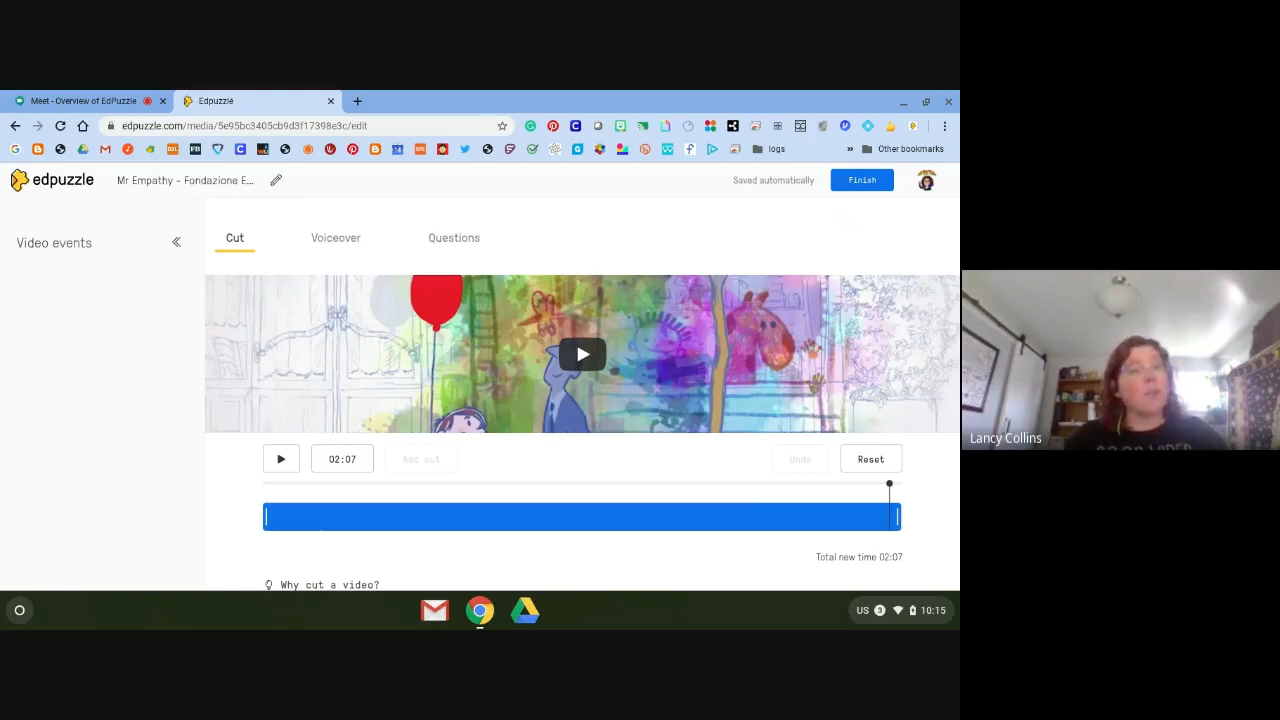 Meet - Overview of EdPuzzle
Edpuzzle
edpuzzle.com/media/5e95bc3405cb9d3f17398e3c/edit
logs
Other bookmarks
edpuzzle
Mr Empathy - Fondazione E...
Saved automatically
Finish
Video events
Cut
Voiceover
Questions
02:07
Add cut
Undo
Reset
Total new time 02:07
Why cut a video?
US
3
10:15
Lancy Collins